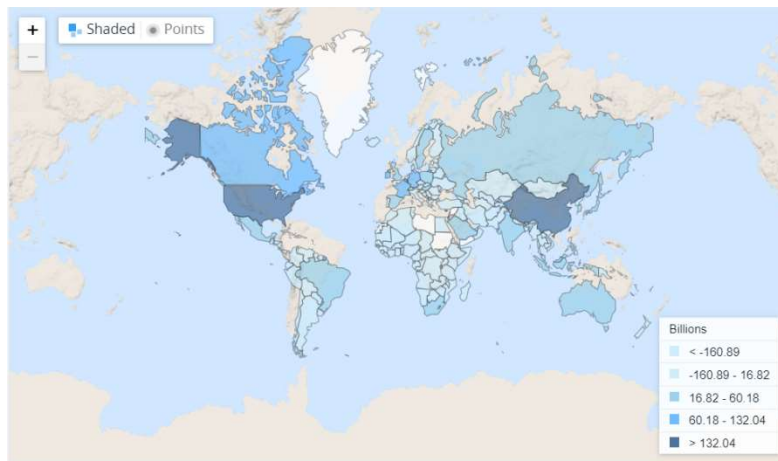 +
Shaded Points
−
Billions
< -160.89
-160.89 - 16.82
16.82 - 60.18
60.18 - 132.04
> 132.04